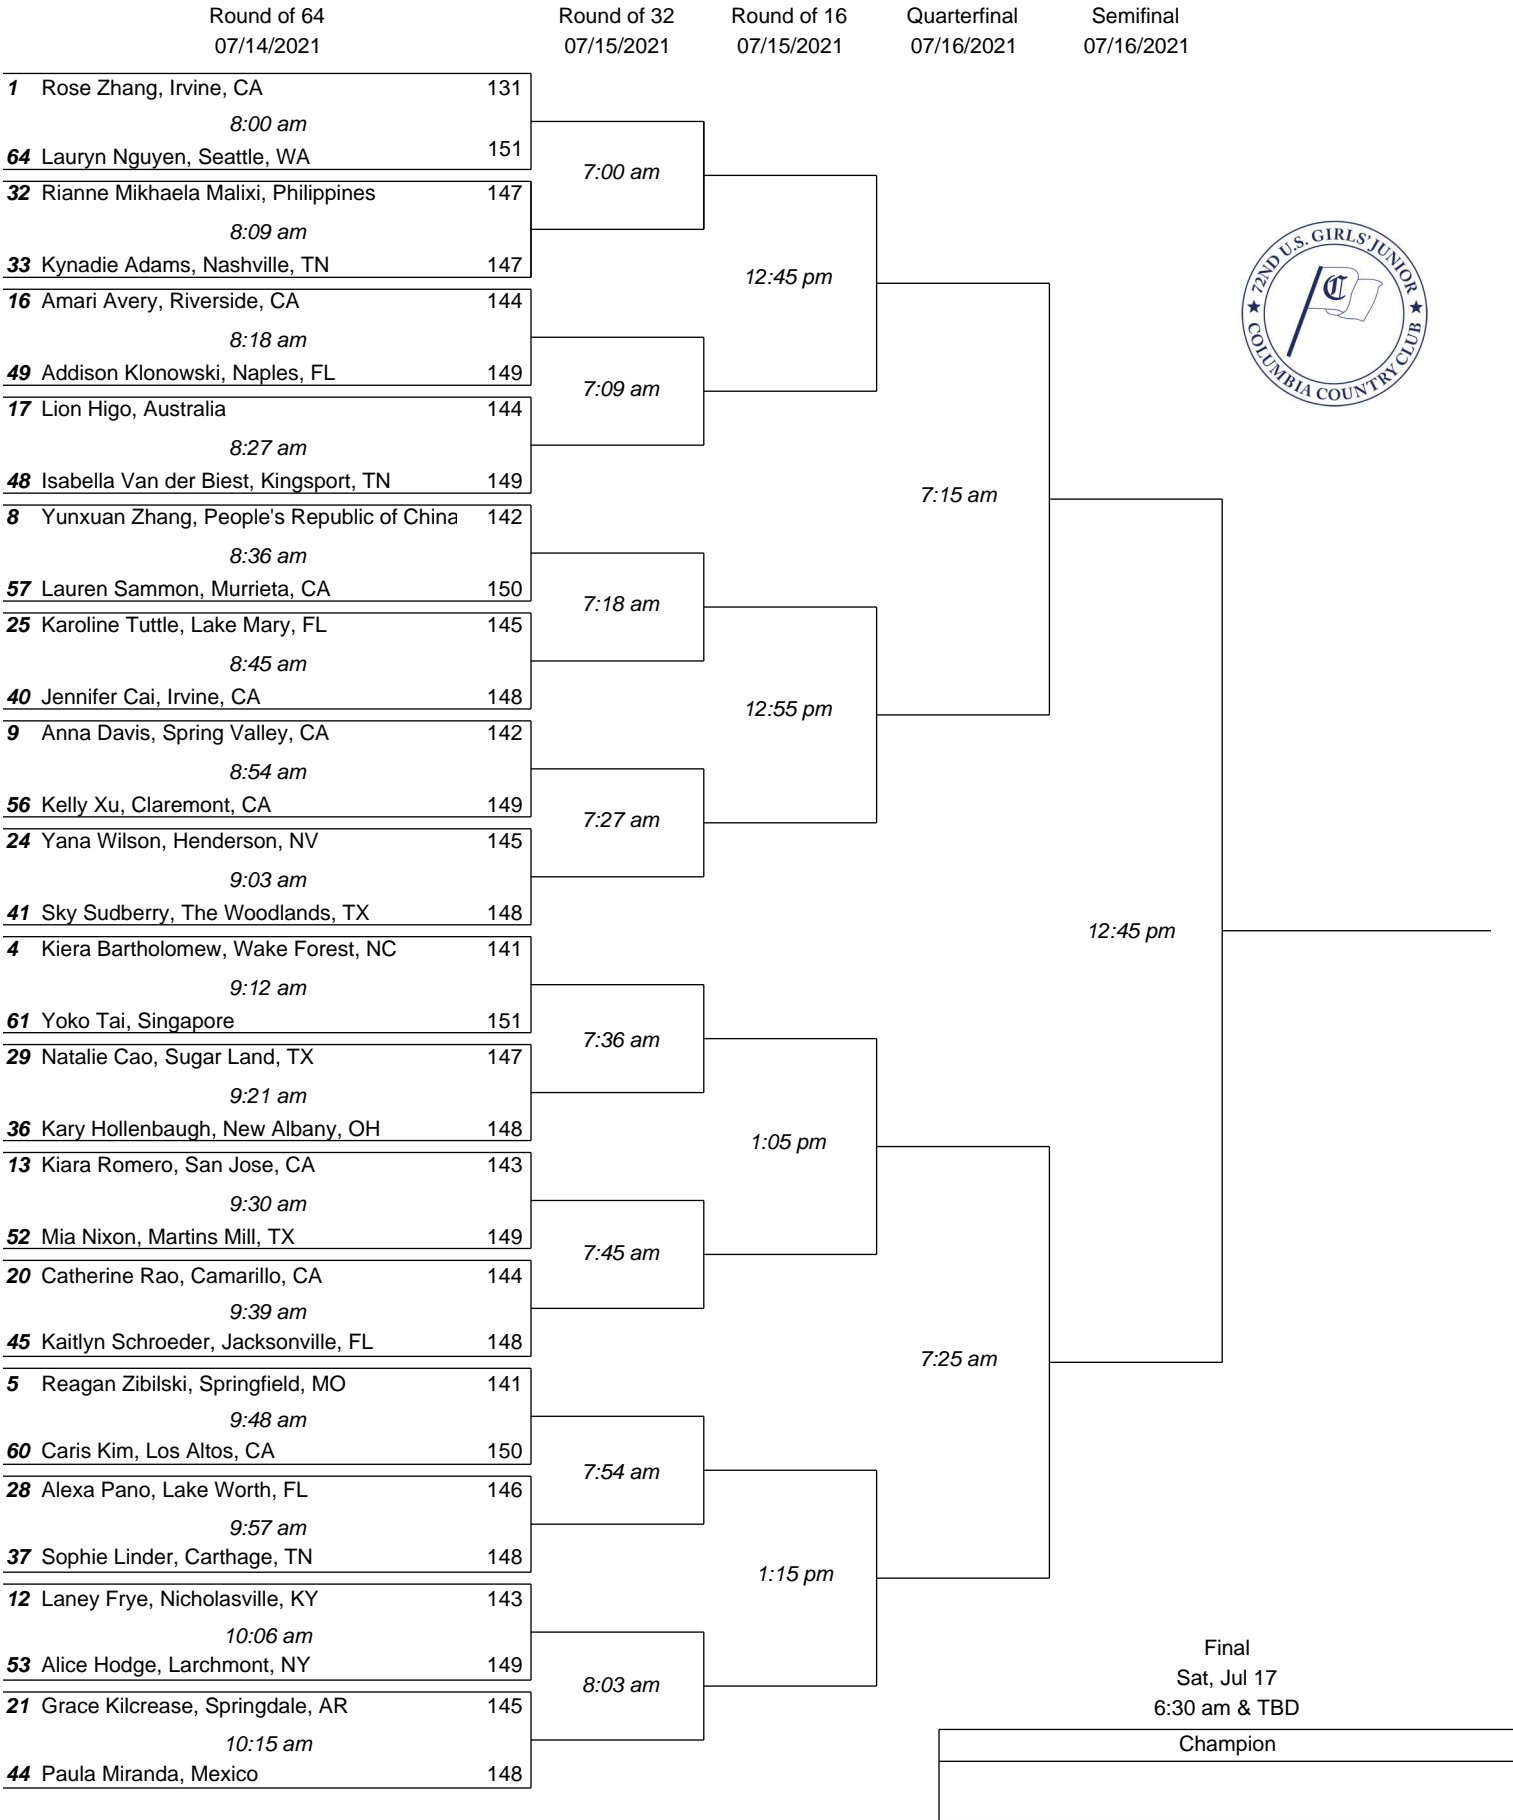 Round of 64 Round of 32 Round of 16 Quarterfinal Semifinal
07/14/2021 07/15/2021 07/15/2021 07/16/2021 07/16/2021
1 Rose Zhang, Irvine, CA 131
8:00 am
64 Lauryn Nguyen, Seattle, WA 151
7:00 am
32 Rianne Mikhaela Malixi, Philippines 147
8:09 am
33 Kynadie Adams, Nashville, TN 147
12:45 pm
16 Amari Avery, Riverside, CA 144
8:18 am
49 Addison Klonowski, Naples, FL 149
7:09 am
17 Lion Higo, Australia 144
8:27 am
48 Isabella Van der Biest, Kingsport, TN 149
7:15 am
8 Yunxuan Zhang, People's Republic of China 142
8:36 am
57 Lauren Sammon, Murrieta, CA 150
7:18 am
25 Karoline Tuttle, Lake Mary, FL 145
8:45 am
40 Jennifer Cai, Irvine, CA 148
12:55 pm
9 Anna Davis, Spring Valley, CA 142
8:54 am
56 Kelly Xu, Claremont, CA 149
7:27 am
24 Yana Wilson, Henderson, NV 145
9:03 am
41 Sky Sudberry, The Woodlands, TX 148
12:45 pm
4 Kiera Bartholomew, Wake Forest, NC 141
9:12 am
61 Yoko Tai, Singapore 151
7:36 am
29 Natalie Cao, Sugar Land, TX 147
9:21 am
36 Kary Hollenbaugh, New Albany, OH 148
1:05 pm
13 Kiara Romero, San Jose, CA 143
9:30 am
52 Mia Nixon, Martins Mill, TX 149
7:45 am
20 Catherine Rao, Camarillo, CA 144
9:39 am
45 Kaitlyn Schroeder, Jacksonville, FL 148
7:25 am
5 Reagan Zibilski, Springfield, MO 141
9:48 am
60 Caris Kim, Los Altos, CA 150
7:54 am
28 Alexa Pano, Lake Worth, FL 146
9:57 am
37 Sophie Linder, Carthage, TN 148
1:15 pm
12 Laney Frye, Nicholasville, KY 143
10:06 am
53 Alice Hodge, Larchmont, NY 149
8:03 am
21 Grace Kilcrease, Springdale, AR 145
10:15 am
44 Paula Miranda, Mexico 148
72ND U.S. GIRLS' JUNIOR
C
COLUMBIA COUNTRY CLUB
Final
Sat, Jul 17
6:30 am & TBD
Champion